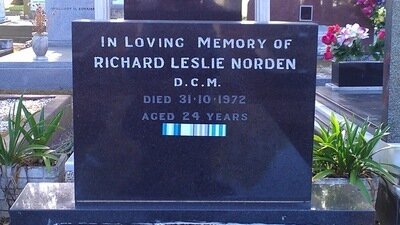 IN LOVING MEMORY OF
RICHARD LESLIE NORDEN
D.C.M.
DIED 31·10·1972
AGED 24 YEARS